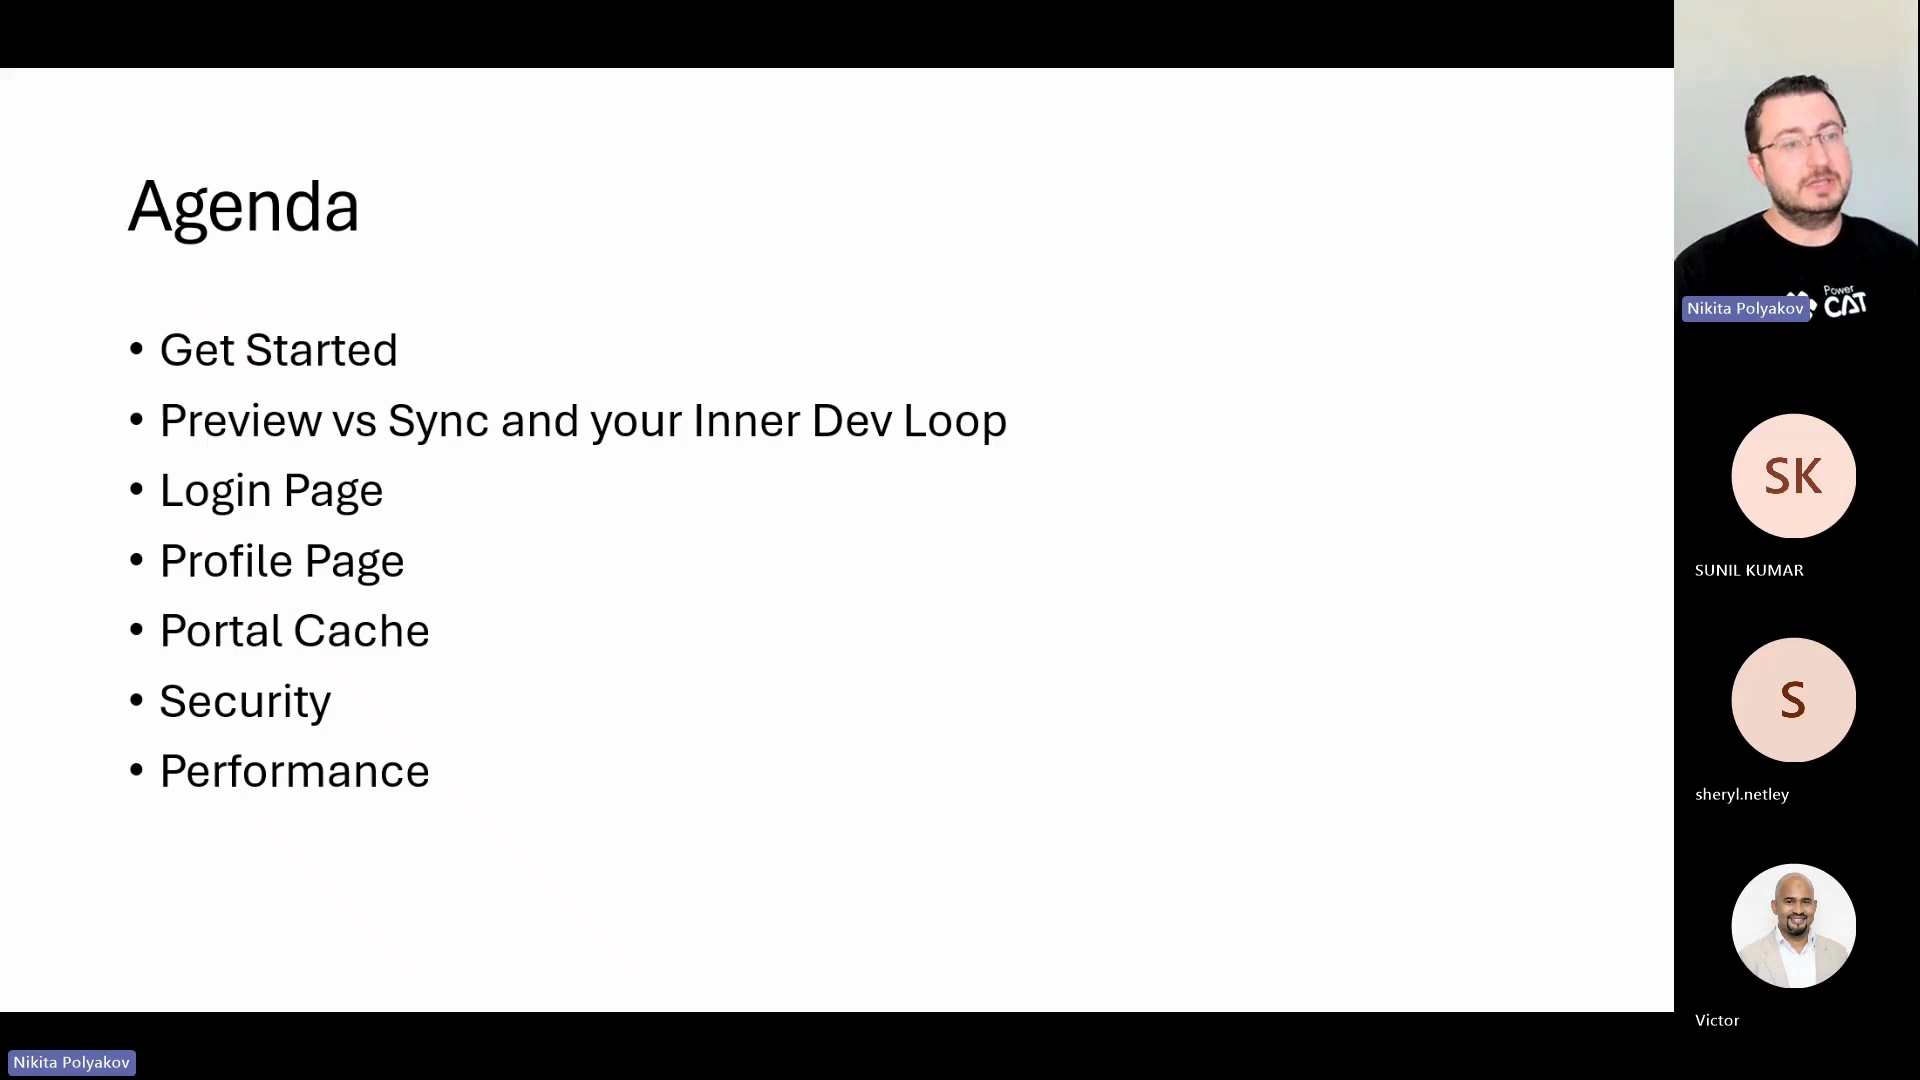 Agenda
• Get Started
• Preview vs Sync and your Inner Dev Loop
• Login Page
• Profile Page
• Portal Cache
• Security
• Performance
Power
CAT
Nikita Polyakov
SK
SUNIL KUMAR
S
sheryl.netley
Victor
Nikita Polyakov